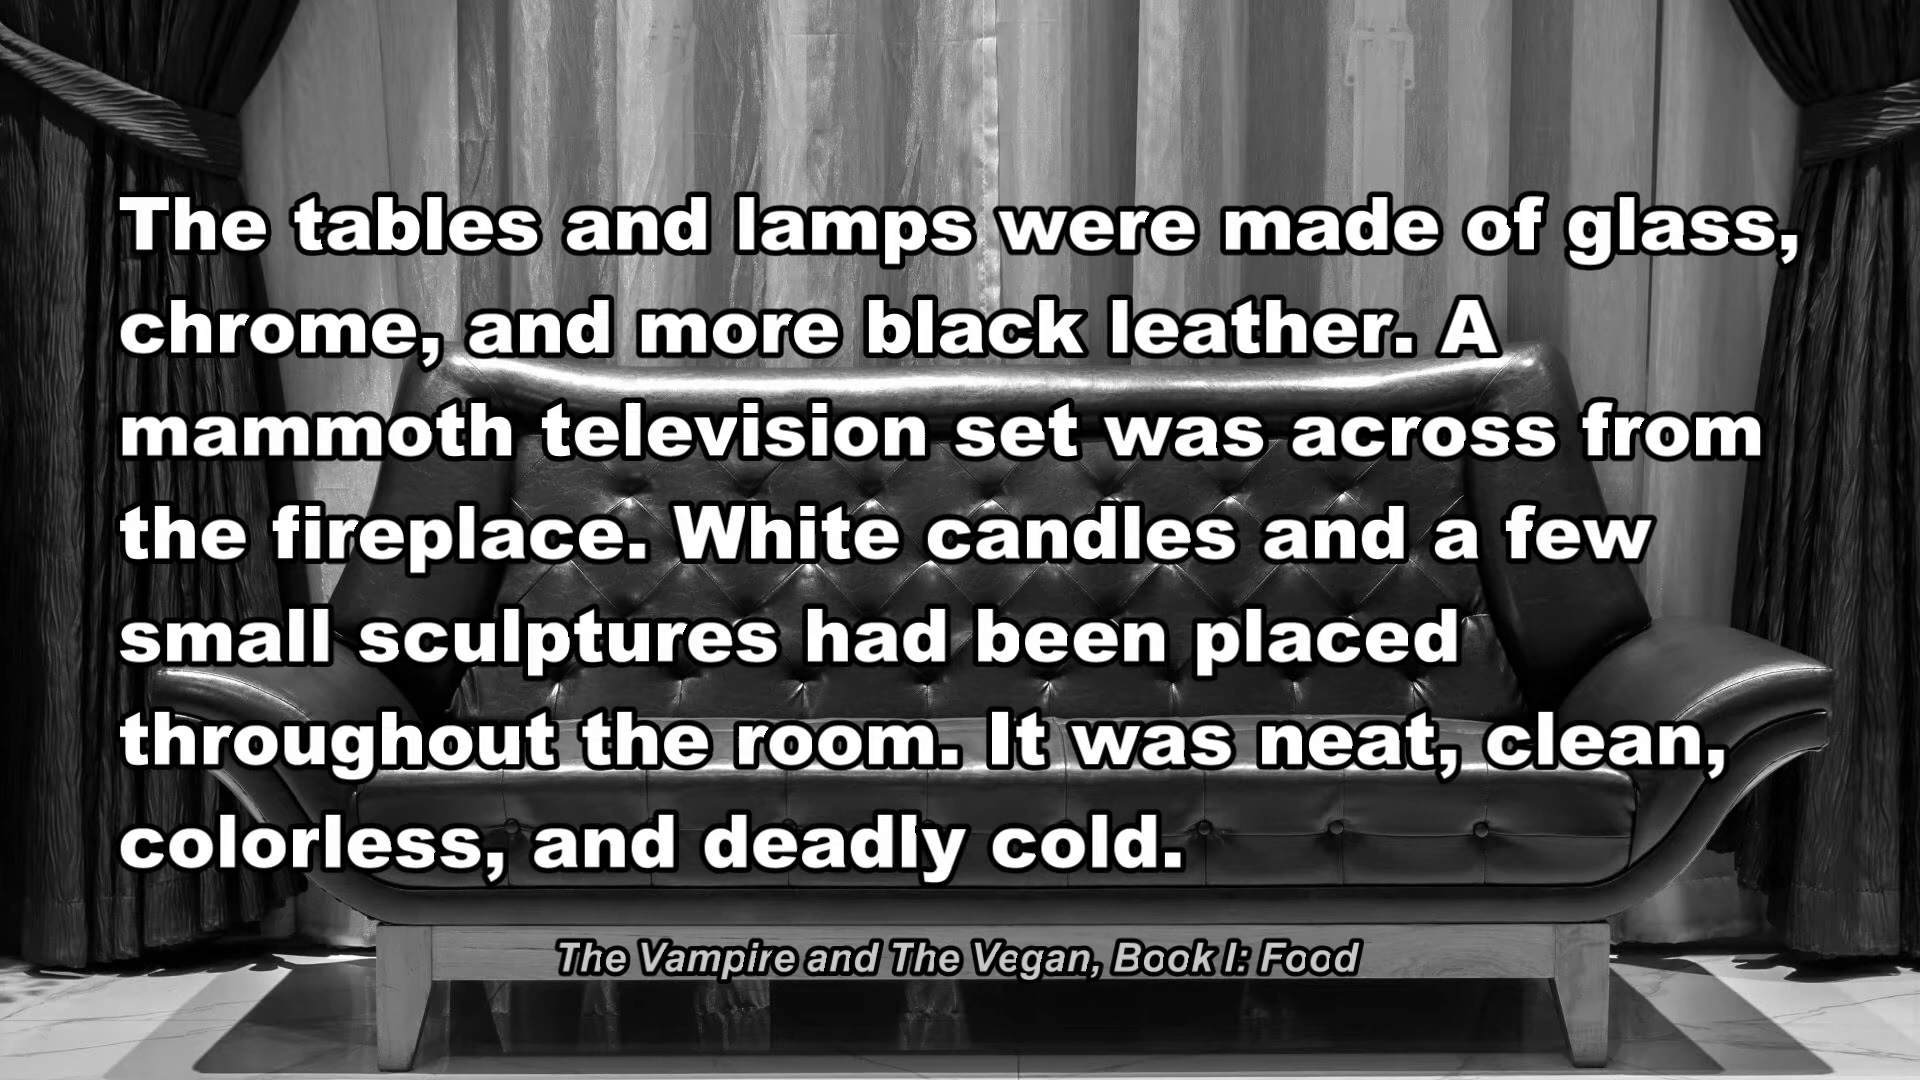 The tables and lamps were made of glass,
chrome, and more black leather. A
mammoth television set was across from
the fireplace. White candles and a few
small sculptures had been placed
throughout the room. It was neat, clean,
colorless, and deadly cold.
The Vampire and The Vegan, Book I: Food